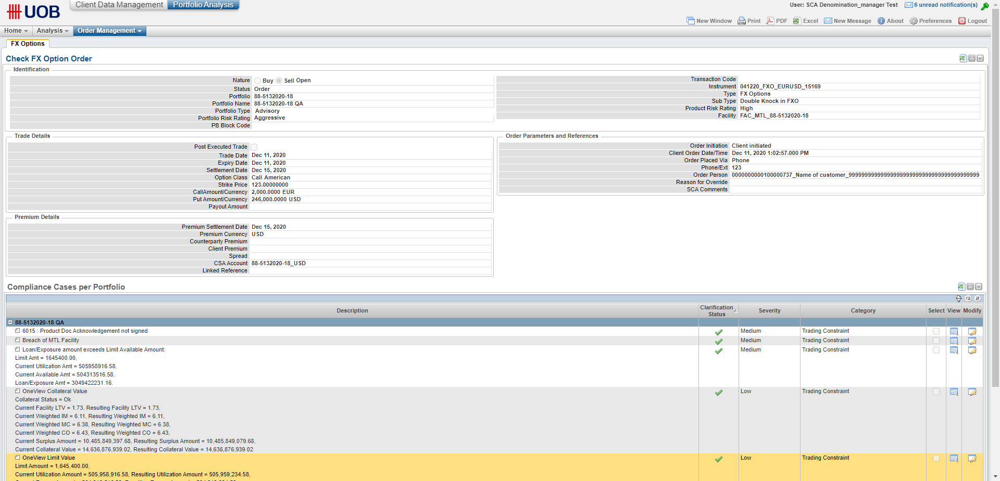 UOB
Client Data Management
Portfolio Analysis
User: SCA Denomination_manager Test
6 unread notification(s)
New Window
Print
PDF
Excel
New Message
About
Preferences
Logout
Home
Analysis
Order Management
FX Options
Check FX Option Order
Identification
Nature Buy Sell Open
Status Order
Portfolio 88-5132020-18
Portfolio Name 88-5132020-18 QA
Portfolio Type Advisory
Portfolio Risk Rating Aggressive
PB Block Code
Transaction Code
Instrument 041220_FXO_EURUSD_15169
Type FX Options
Sub Type Double Knock in FXO
Product Risk Rating High
Facility FAC_MTL_88-5132020-18
Trade Details
Post Executed Trade
Trade Date Dec 11, 2020
Expiry Date Dec 11, 2020
Settlement Date Dec 15, 2020
Option Class Call American
Strike Price 123.00000000
CallAmount/Currency 2,000.0000 EUR
Put Amount/Currency 246,000.0000 USD
Payout Amount
Order Parameters and References
Order Initiation Client initiated
Client Order Date/Time Dec 11, 2020 1:02:57.000 PM
Order Placed Via Phone
Phone/Ext 123
Order Person
Reason for Override
SCA Comments
Premium Details
Premium Settlement Date Dec 15, 2020
Premium Currency USD
Counterparty Premium
Client Premium
Spread
CSA Account 88-5132020-18_USD
Linked Reference
Compliance Cases per Portfolio
Description Clarification Status Severity Category Select View Modify
88-5132020-18 QA
6015 : Product Doc Acknowledgement not signed Medium Trading Constraint
Breach of MTL Facility Medium Trading Constraint
Loan/Exposure amount exceeds Limit Available Amount: Medium Trading Constraint
Limit Amt = 1645400.00,
Current Utilization Amt = 505958916.58,
Current Available Amt = 504313516.58,
Loan/Exposure Amt = 3049422231.16.
OneView Collateral Value Low Trading Constraint
Collateral Status = Ok
Current Facility LTV = 1.73, Resulting Facility LTV = 1.73,
Current Weighted IM = 6.11, Resulting Weighted IM = 6.11,
Current Weighted MC = 6.38, Resulting Weighted MC = 6.38,
Current Weighted CO = 6.43, Resulting Weighted CO = 6.43,
Current Surplus Amount = 10,485,849,397.68, Resulting Surplus Amount = 10,485,849,079.68,
Current Collateral Value = 14,636,876,939.02, Resulting Collateral Value = 14,636,876,939.02
OneView Limit Value Low Trading Constraint
Limit Amount = 1,645,400.00,
Current Utilization Amount = 505,958,916.58, Resulting Utilization Amount = 505,959,234.58,